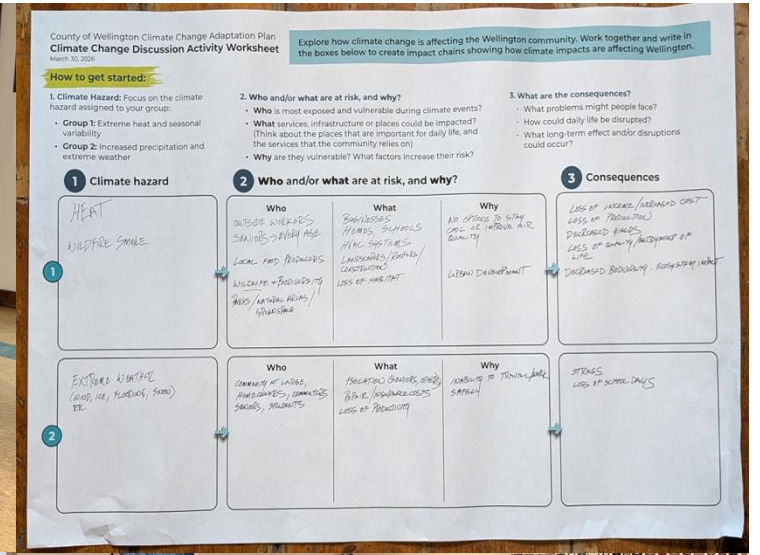 County of Wellington Climate Change Adaptation Plan
Climate Change Discussion Activity Worksheet
March 30, 2026
Explore how climate change is affecting the Wellington community. Work together and write in
the boxes below to create impact chains showing how climate impacts are affecting Wellington.
How to get started:
1. Climate Hazard: Focus on the climate
hazard assigned to your group:
• Group 1: Extreme heat and seasonal
variability
• Group 2: Increased precipitation and
extreme weather
2. Who and/or what are at risk, and why?
• Who is most exposed and vulnerable during climate events?
• What services, infrastructure or places could be impacted?
(Think about the places that are important for daily life, and
the services that the community relies on)
• Why are they vulnerable? What factors increase their risk?
3. What are the consequences?
• What problems might people face?
• How could daily life be disrupted?
• What long-term effect and/or disruptions
could occur?
1 Climate hazard
2 Who and/or what are at risk, and why?
3 Consequences
1
HEAT
WILDFIRE SMOKE
Who
OUTSIDE WORKERS
SENIORS → EVERY AGE
LOCAL FOOD PRODUCERS
WILDLIFE + BIODIVERSITY
PARKS/NATURAL AREAS/
GREENSPACE
What
BUSINESSES
HOMES, SCHOOLS
HVAC SYSTEMS
LANDSCAPERS/ROOFERS/
CONSTRUCTION
LOSS OF HABITAT
Why
NO OPTIONS TO STAY
COOL OR IMPROVE AIR
QUALITY
URBAN DEVELOPMENT
LOSS OF INCOME/INCREASED COST
LOSS OF PRODUCTION
DECREASED YIELDS
LOSS OF QUALITY/ENJOYMENT OF
LIFE
DECREASED BIODIVERSITY - ECOSYSTEM IMPACT
2
EXTREME WEATHER
(WIND, ICE, FLOODING, SNOW)
Who
COMMUNITY AT LARGE,
HOMEOWNERS, COMMUTERS
SENIORS, STUDENTS
What
ISOLATION (SENIORS, OTHERS)
REPAIR/INSURANCE COSTS
LOSS OF PRODUCTIVITY
Why
INABILITY TO TRAVEL/WORK
SAFELY
STRESS
LOSS OF SCHOOL DAYS